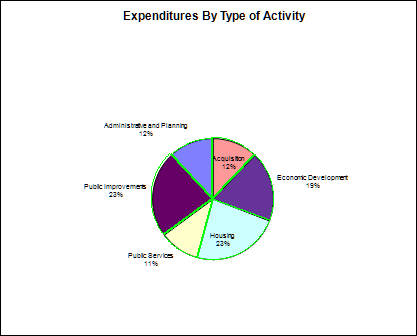 Expenditures By Type of Activity
Administrative and Planning
12%
Acquisition
12%
Economic Development
19%
Public Improvements
23%
Housing
23%
Public Services
11%